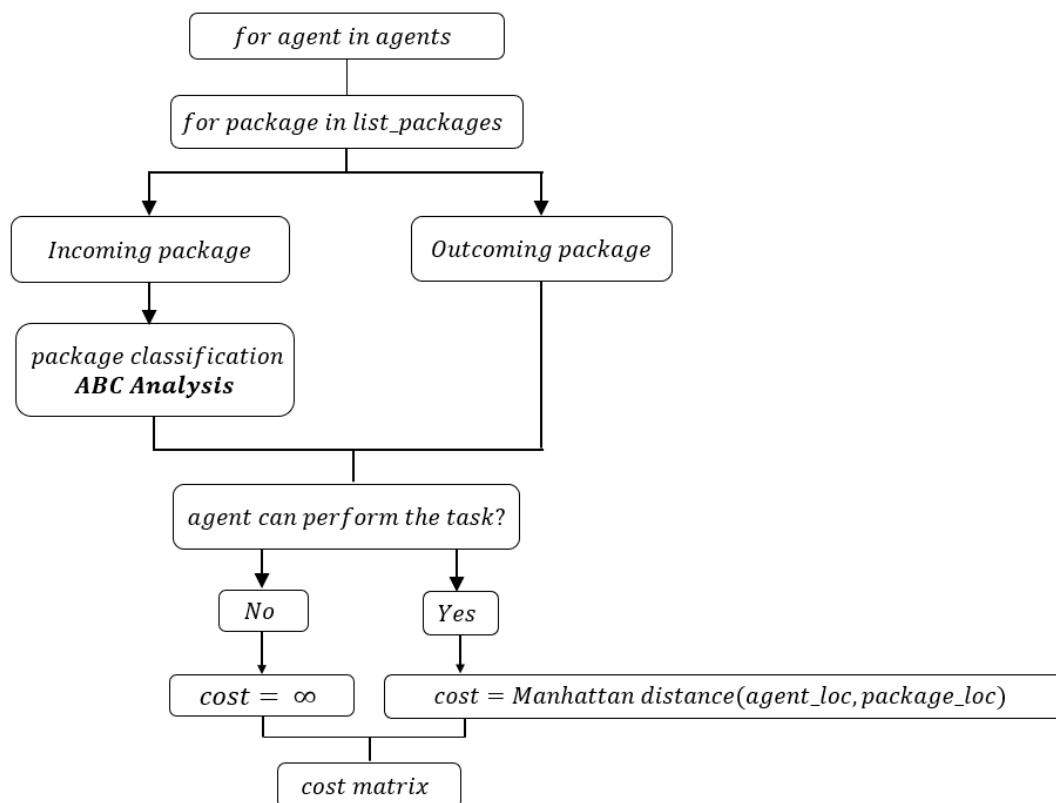 for agent in agents
for package in list_packages
Incoming package
Outcoming package
package classification
ABC Analysis
agent can perform the task?
No
Yes
cost = ∞
cost = Manhattan distance(agent_loc, package_loc)
cost matrix